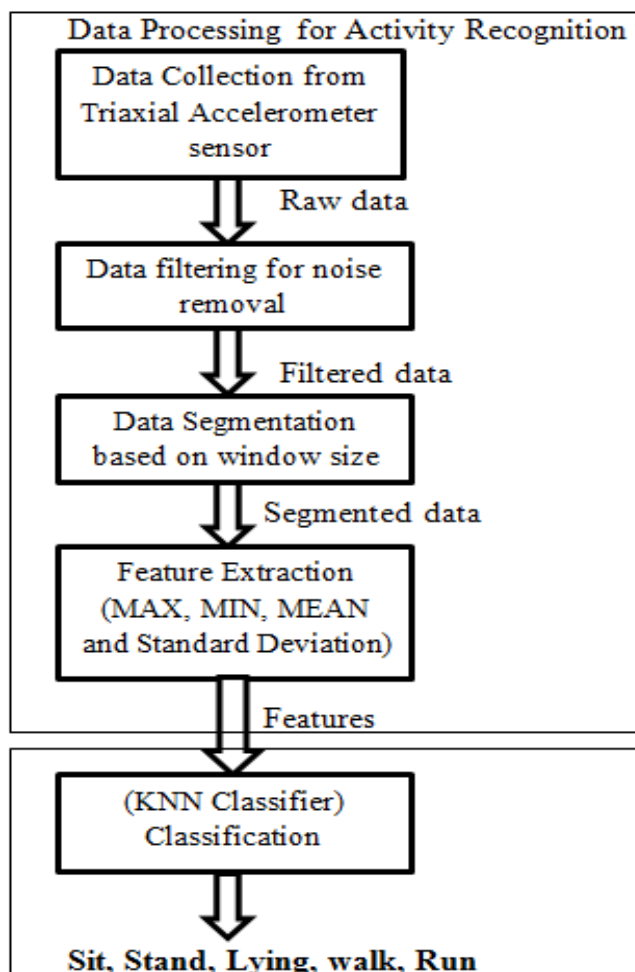 Data Processing for Activity Recognition
Data Collection from
Triaxial Accelerometer
sensor
Raw data
Data filtering for noise
removal
Filtered data
Data Segmentation
based on window size
Segmented data
Feature Extraction
(MAX, MIN, MEAN
and Standard Deviation)
Features
(KNN Classifier)
Classification
Sit, Stand, Lying, walk, Run